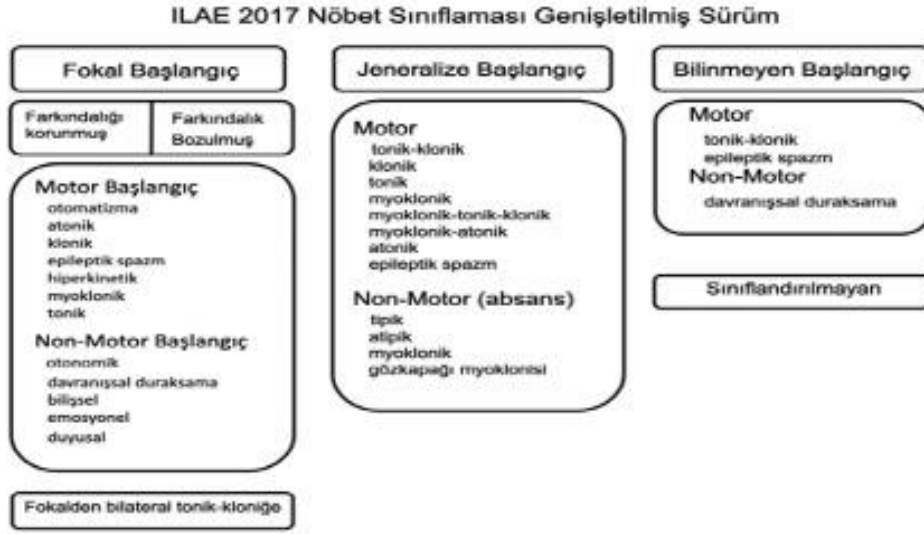 ILAE 2017 Nöbet Sınıflaması Genişletilmiş Sürüm
Fokal Başlangıç
Farkındalığı
korunmuş
Farkındalık
Bozulmuş
Motor Başlangıç
otomatizma
atonik
klonik
epileptik spazm
hiperkinetik
myoklonik
tonik
Non-Motor Başlangıç
otonomik
davranışsal duraksama
bilişsel
emosyonel
duyusal
Fokalden bilateral tonik-kloniğe
Jeneralize Başlangıç
Motor
tonik-klonik
klonik
tonik
myoklonik
myoklonik-tonik-klonik
myoklonik-atonik
atonik
epileptik spazm
Non-Motor (absans)
tipik
atipik
myoklonik
gözkapağı myoklonisi
Bilinmeyen Başlangıç
Motor
tonik-klonik
epileptik spazm
Non-Motor
davranışsal duraksama
Sınıflandırılmayan